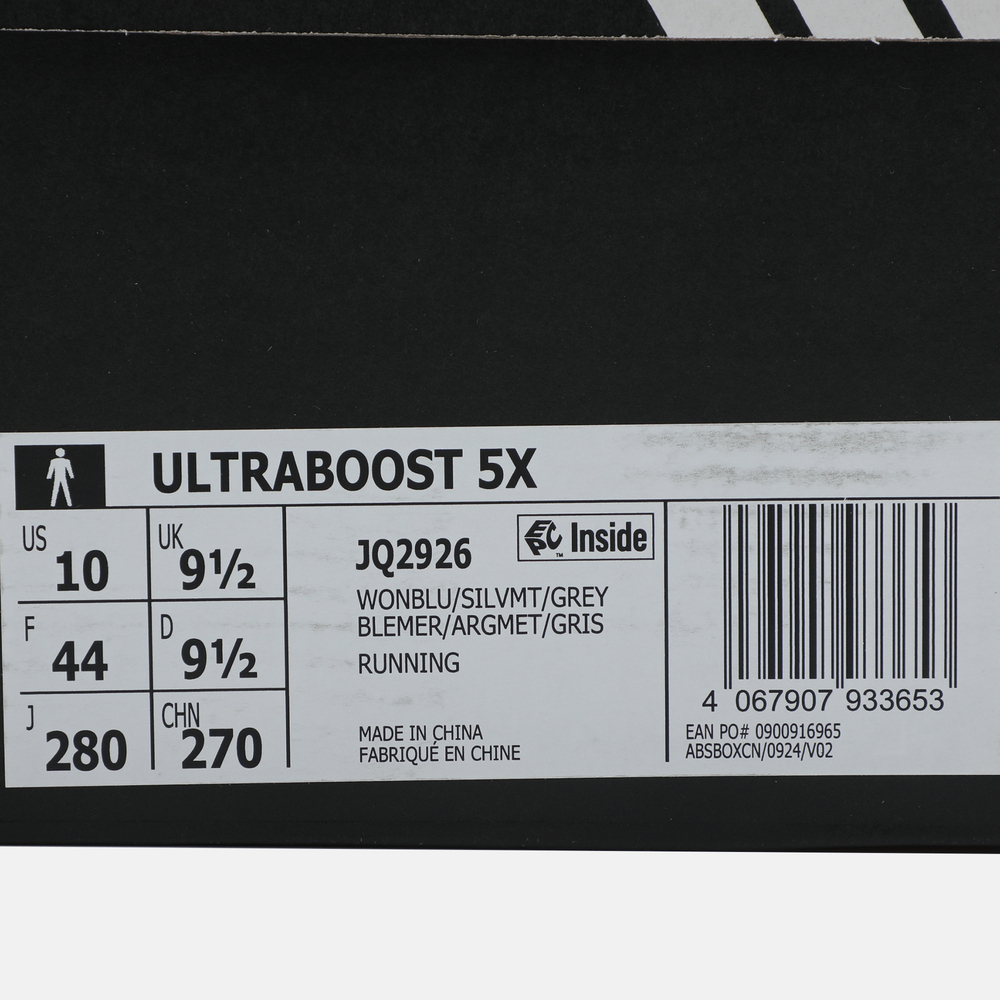 ULTRABOOST 5X
US 10
UK 9½
F 44
D 9½
J 280
CHN 270
JQ2926
EPC™ Inside
WONBLU/SILVMT/GREY
BLEMER/ARGMET/GRIS
RUNNING
MADE IN CHINA
FABRIQUÉ EN CHINE
4 067907 933653
EAN PO# 0900916965
ABSBOXCN/0924/V02